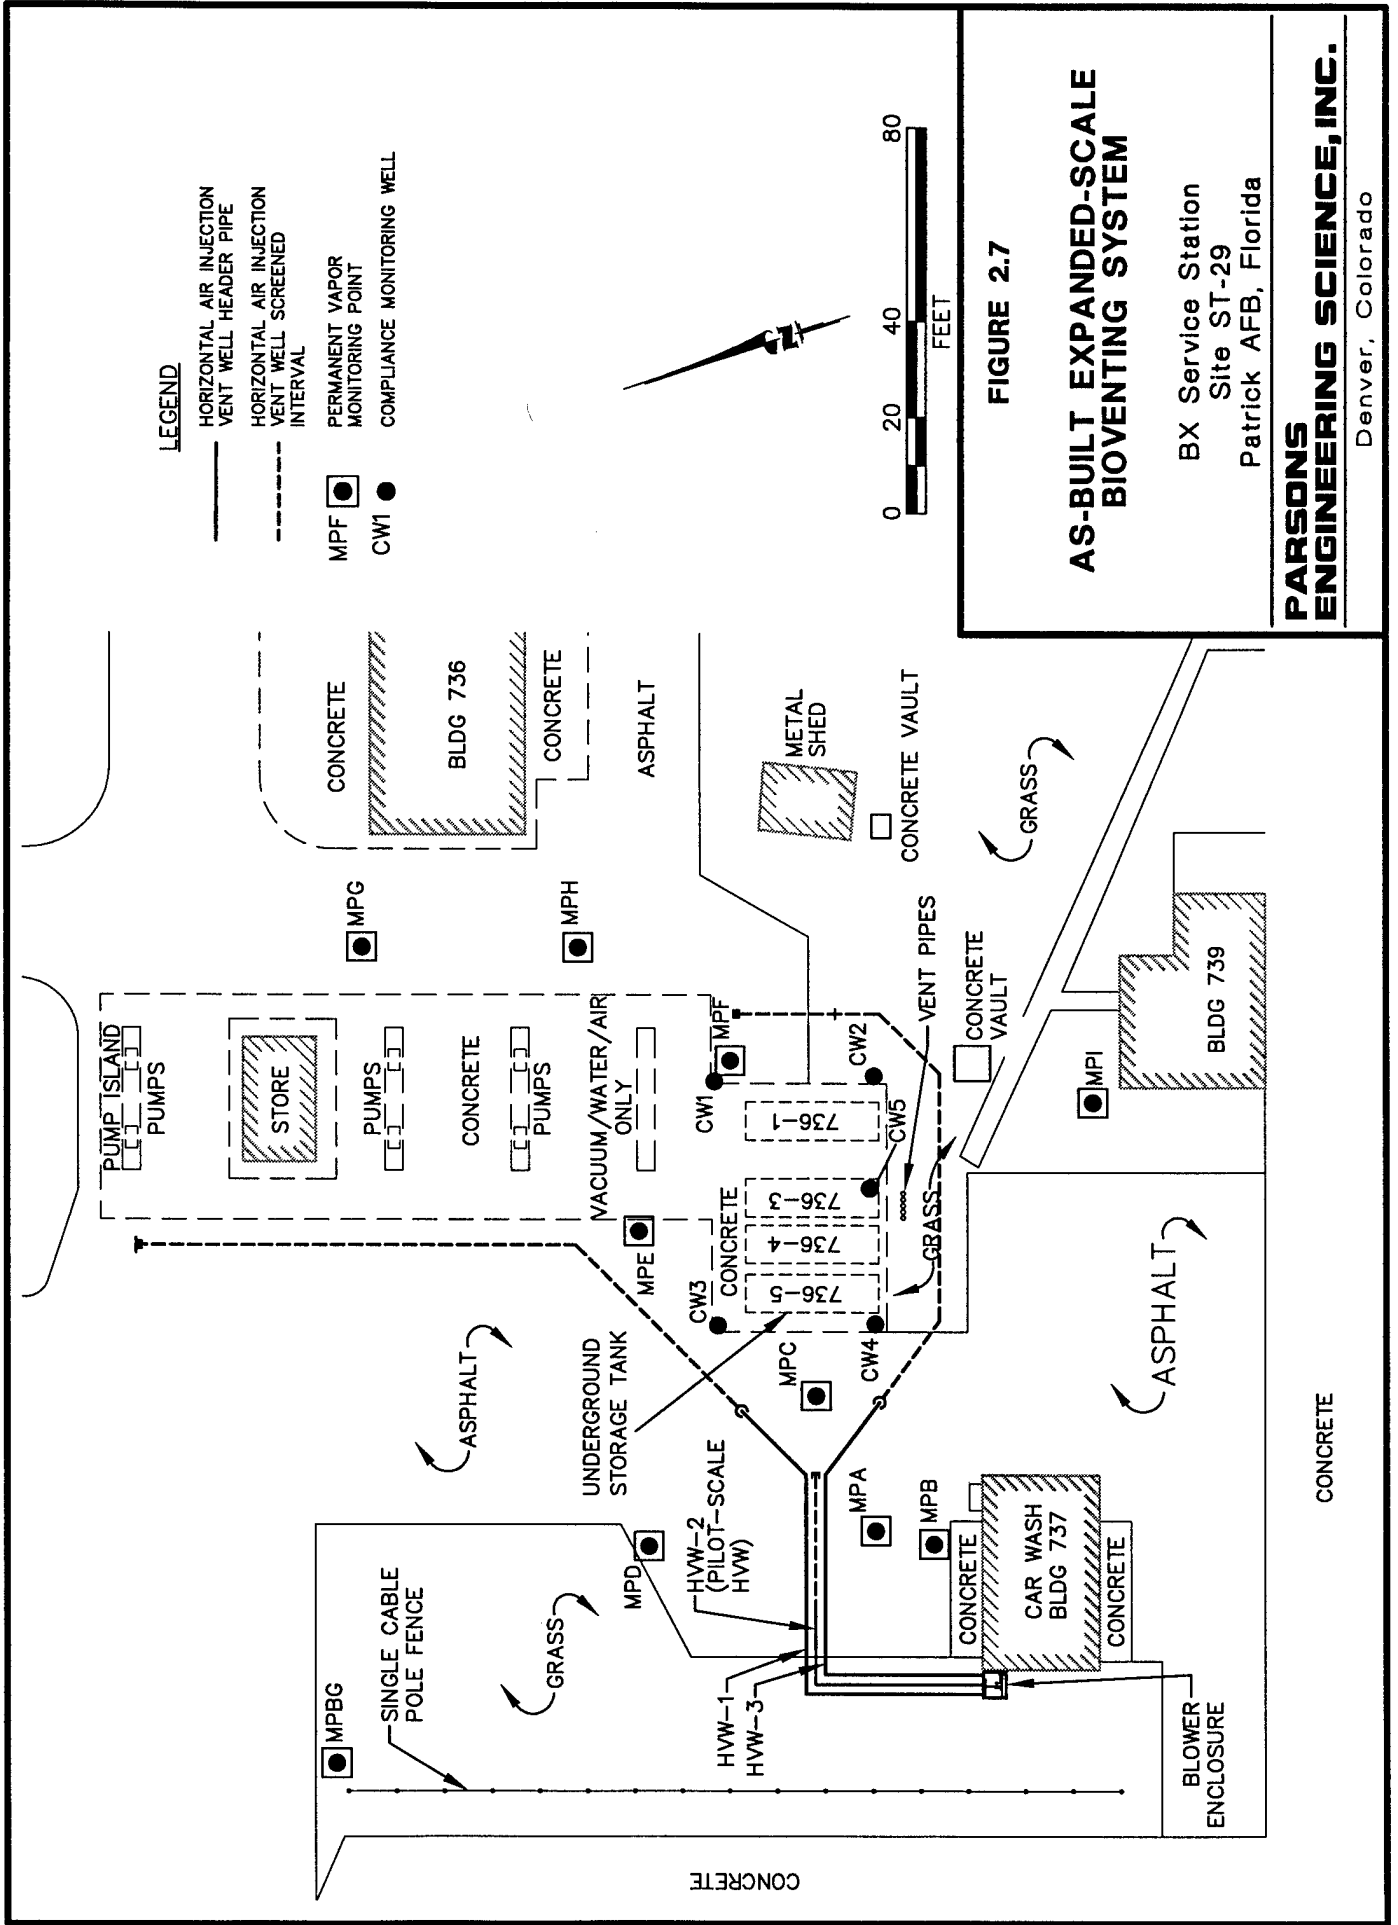 LEGEND
HORIZONTAL AIR INJECTION
VENT WELL HEADER PIPE
HORIZONTAL AIR INJECTION
VENT WELL SCREENED
INTERVAL
MPF
PERMANENT VAPOR
MONITORING POINT
CW1
COMPLIANCE MONITORING WELL
0 20 40 80
FEET
MPBG
SINGLE CABLE
POLE FENCE
GRASS
MPD
HVW-1
HVW-3
HVW-2
(PILOT-SCALE
HVW)
MPA
MPB
CONCRETE
CAR WASH
BLDG 737
CONCRETE
BLOWER
ENCLOSURE
CONCRETE
CONCRETE
ASPHALT
UNDERGROUND
STORAGE TANK
MPC
CW3
CW4
MPE
CONCRETE
736-5
736-4
736-3
736-1
GRASS
CW5
CW1
MPF
CW2
VENT PIPES
CONCRETE
VAULT
ASPHALT
MPI
BLDG 739
PUMP ISLAND
PUMPS
STORE
PUMPS
CONCRETE
PUMPS
VACUUM/WATER/AIR
ONLY
MPG
MPH
CONCRETE
BLDG 736
CONCRETE
ASPHALT
METAL
SHED
CONCRETE VAULT
GRASS
FIGURE 2.7
AS-BUILT EXPANDED-SCALE
BIOVENTING SYSTEM
BX Service Station
Site ST-29
Patrick AFB, Florida
PARSONS
ENGINEERING SCIENCE, INC.
Denver, Colorado